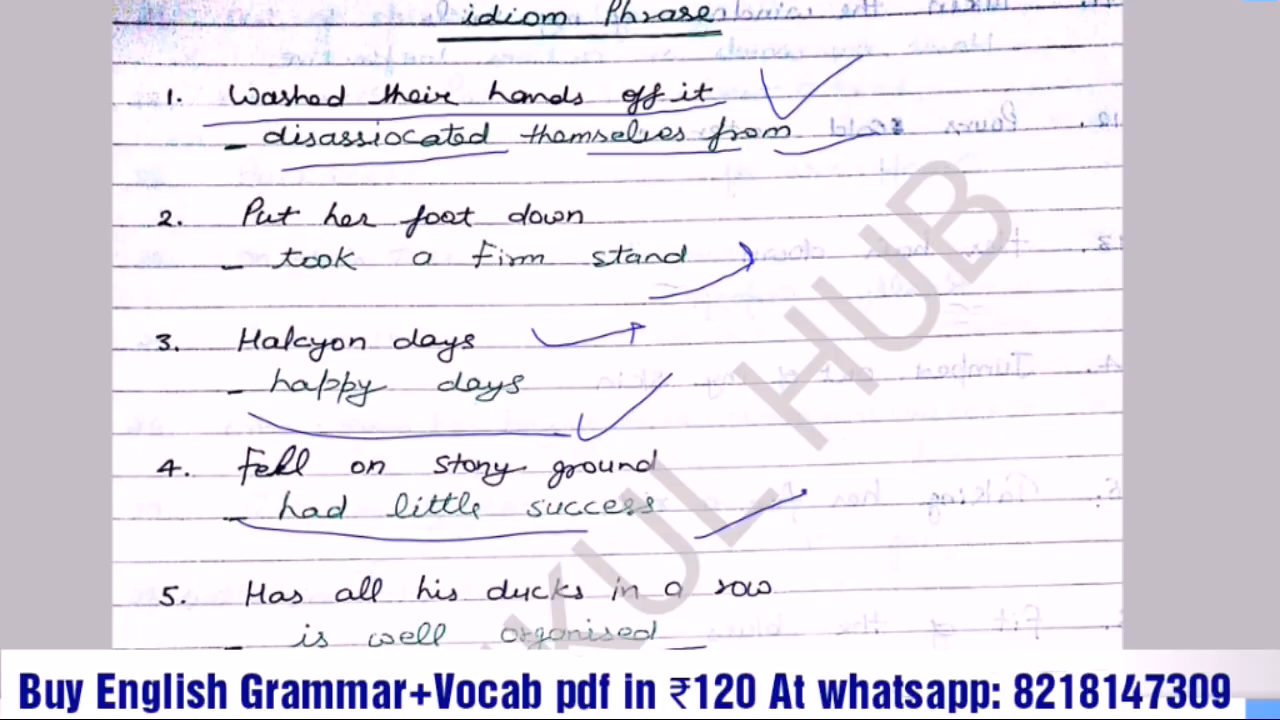 idiom Phrase
1. Washed their hands off it
- disassiocated themselves from
2. Put her foot down
- took a firm stand
3. Halcyon days
- happy days
4. Fell on stony ground
- had little success
5. Has all his ducks in a row
- is well organised
KUL HUB
Buy English Grammar+Vocab pdf in ₹120 At whatsapp: 8218147309